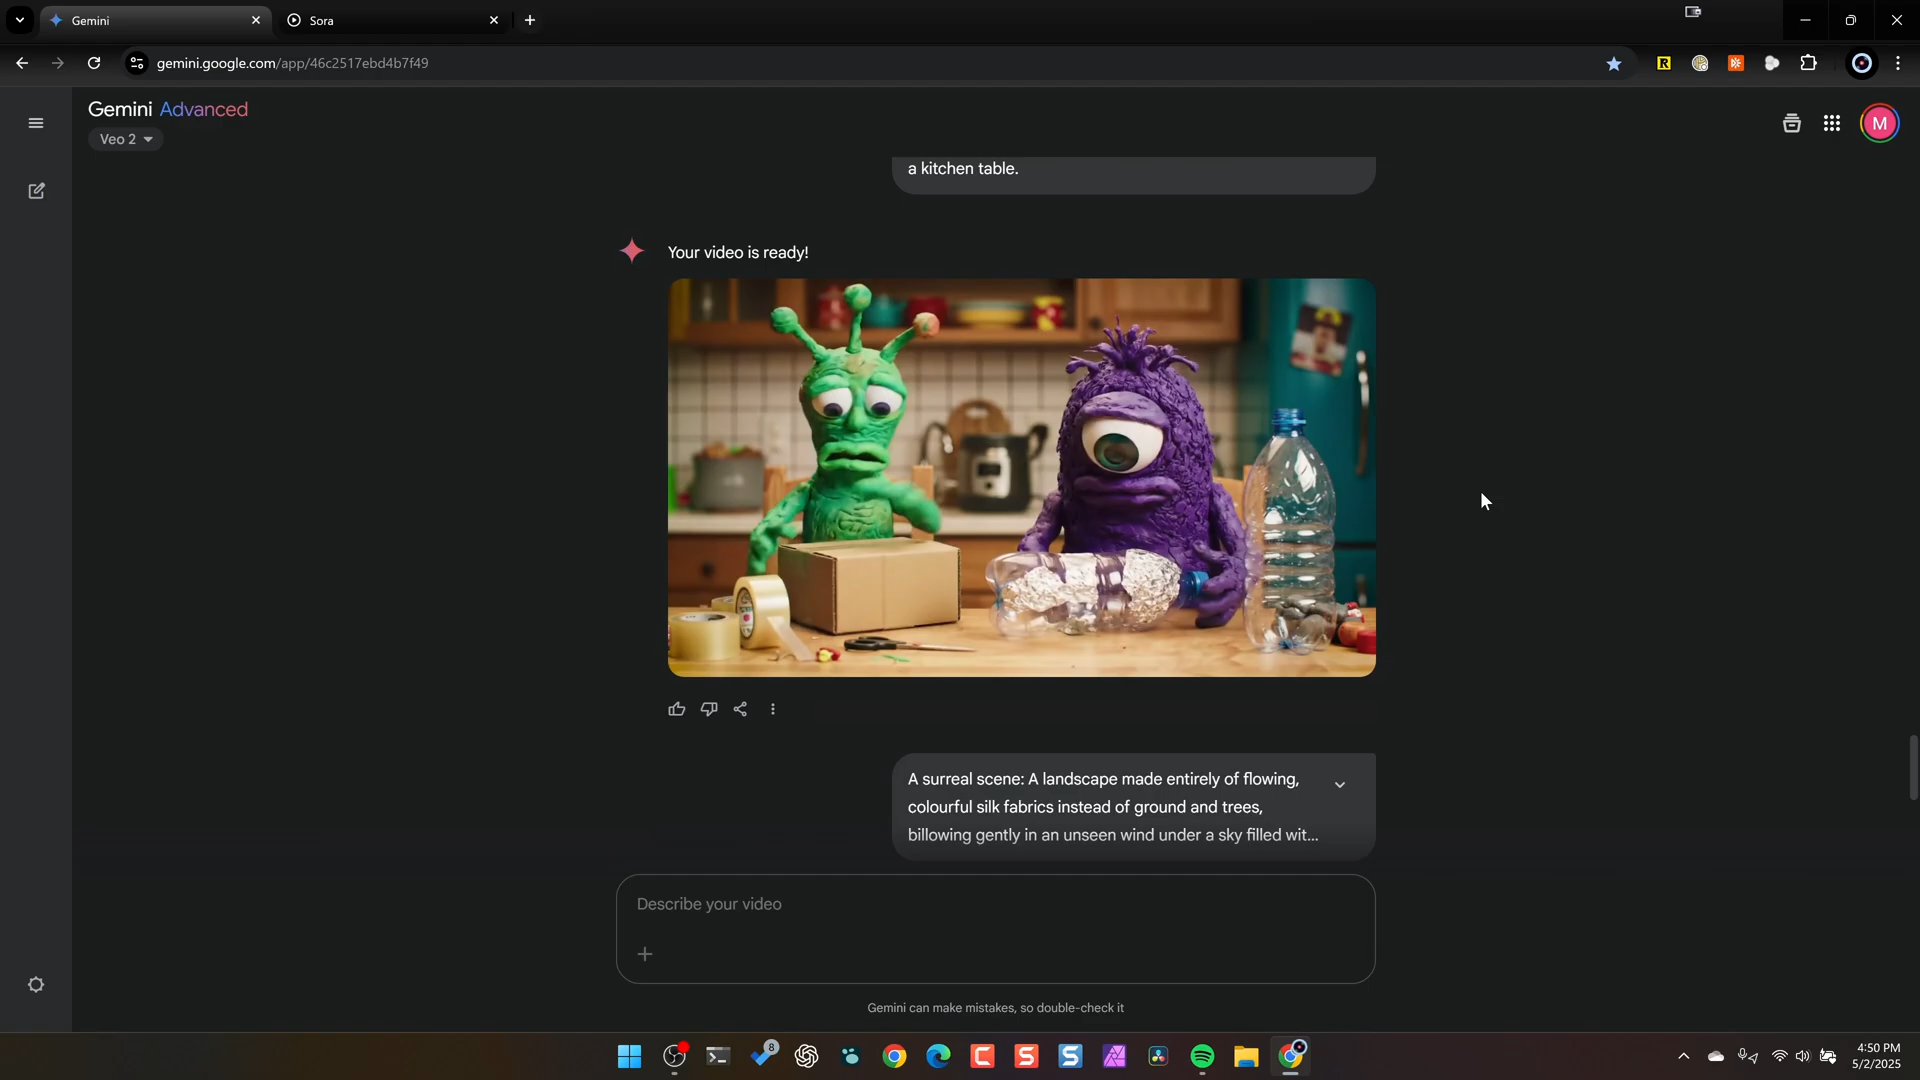 Gemini
Sora
gemini.google.com/app/46c2517ebd4b7f49
Gemini Advanced
Veo 2
M
a kitchen table.
Your video is ready!
A surreal scene: A landscape made entirely of flowing,
colourful silk fabrics instead of ground and trees,
billowing gently in an unseen wind under a sky filled wit...
Describe your video
Gemini can make mistakes, so double-check it
8
4:50 PM
5/2/2025